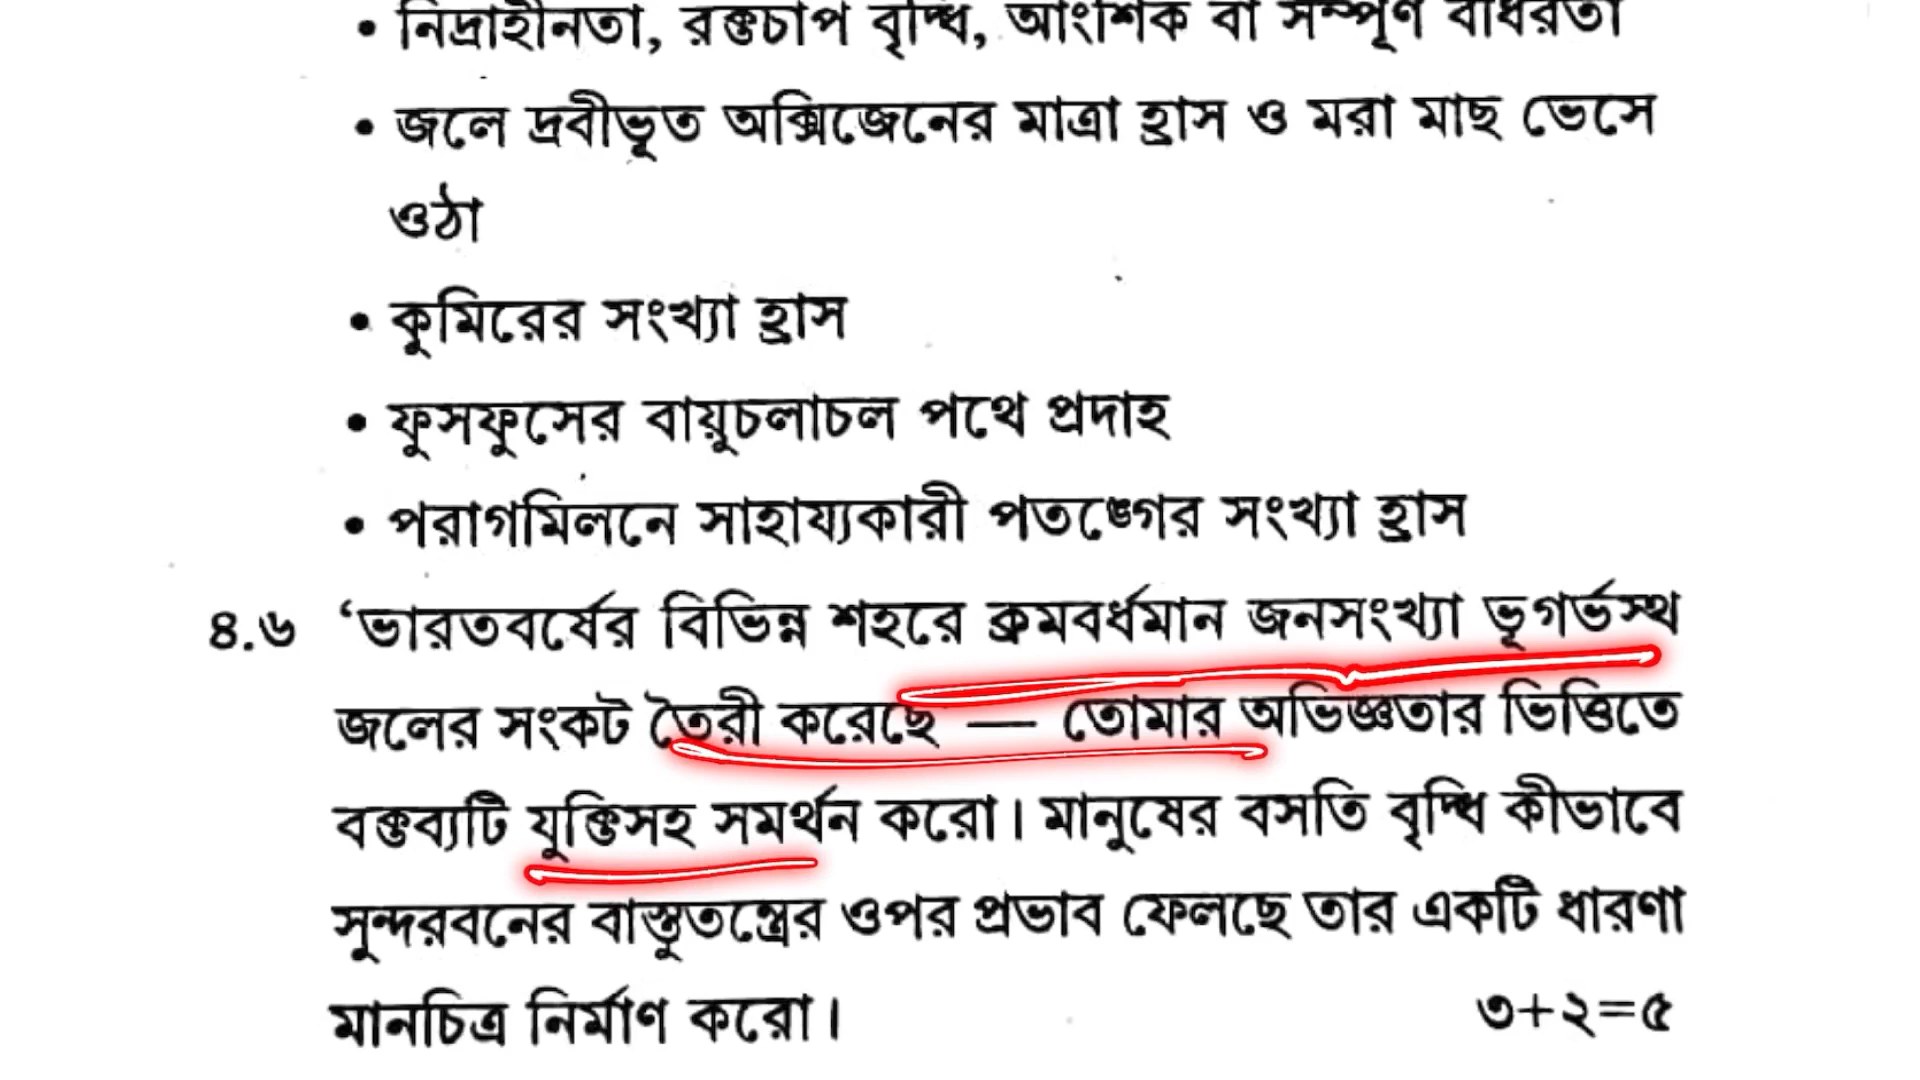 • নিদ্রাহীনতা, রক্তচাপ বৃদ্ধি, আংশিক বা সম্পূর্ণ বধিরতা
• জলে দ্রবীভূত অক্সিজেনের মাত্রা হ্রাস ও মরা মাছ ভেসে
ওঠা
• কুমিরের সংখ্যা হ্রাস
• ফুসফুসের বায়ুচলাচল পথে প্রদাহ
• পরাগমিলনে সাহায্যকারী পতঙ্গের সংখ্যা হ্রাস
৪.৬ ‘ভারতবর্ষের বিভিন্ন শহরে ক্রমবর্ধমান জনসংখ্যা ভূগর্ভস্থ
জলের সংকট তৈরী করেছে — তোমার অভিজ্ঞতার ভিত্তিতে
বক্তব্যটি যুক্তিসহ সমর্থন করো। মানুষের বসতি বৃদ্ধি কীভাবে
সুন্দরবনের বাস্তুতন্ত্রের ওপর প্রভাব ফেলছে তার একটি ধারণা
মানচিত্র নির্মাণ করো। ৩+২=৫